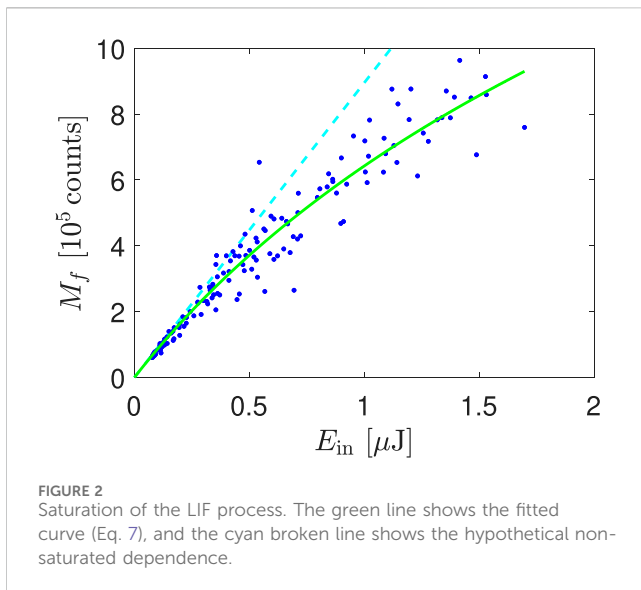 10
8
6
4
2
0
M_f [10^5 counts]
0 0.5 1 1.5 2
E_in [μJ]
FIGURE 2
Saturation of the LIF process. The green line shows the fitted
curve (Eq. 7), and the cyan broken line shows the hypothetical non-
saturated dependence.